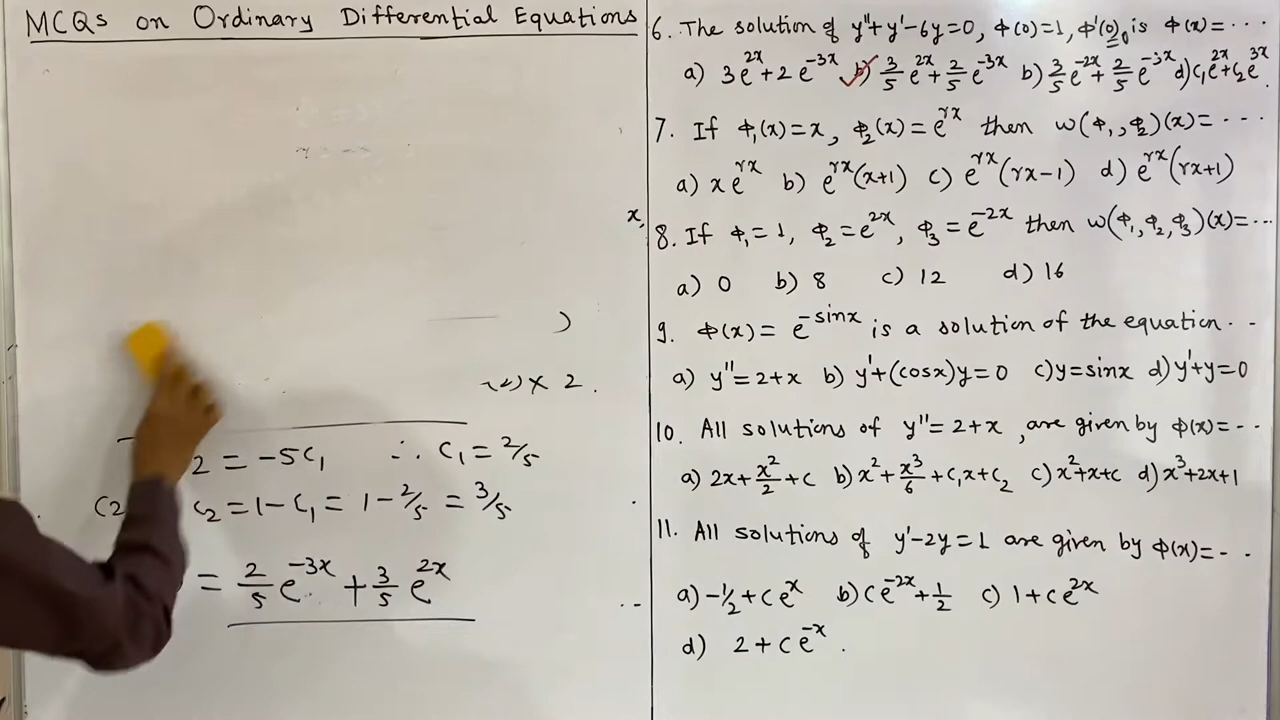 MCQs on Ordinary Differential Equations
x 2.
2 = -5c₁ ∴ c₁ = 2/5
c₂ = 1-c₁ = 1-2/5 = 3/5
= 2/5 e^{-3x} + 3/5 e^{2x}
6. The solution of y''+y'-6y=0, φ(0)=1, φ'(0)=0 is φ(x)=...
a) 3e^{2x}+2e^{-3x} b) 3/5 e^{2x}+2/5 e^{-3x} b) 3/5 e^{-2x}+2/5 e^{-3x} d) c₁e^{2x}+c₂e^{3x}
7. If φ₁(x)=x, φ₂(x)=e^{rx} then w(φ₁,φ₂)(x)=...
a) xe^{rx} b) e^{rx}(x+1) c) e^{rx}(rx-1) d) e^{rx}(rx+1)
8. If φ₁=1, φ₂=e^{2x}, φ₃=e^{-2x} then w(φ₁,φ₂,φ₃)(x)=...
a) 0 b) 8 c) 12 d) 16
9. φ(x)= e^{-sinx} is a solution of the equation..
a) y''=2+x b) y'+(cosx)y=0 c) y=sinx d) y'+y=0
10. All solutions of y''=2+x, are given by φ(x)=--
a) 2x+x²/2+c b) x²+x³/6+c₁x+c₂ c) x²+x+c d) x³+2x+1
11. All solutions of y'-2y=1 are given by φ(x)=-.
a) -1/2+ce^{x} b) ce^{-2x}+1/2 c) 1+ce^{2x}
d) 2+ce^{-x}.